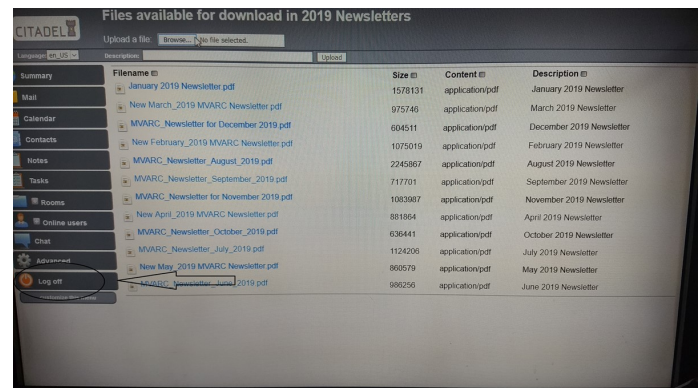 Files available for download in 2019 Newsletters
CITADEL
Upload a file: Browse... No file selected.
Language: en_US Description: Upload
Summary
Mail
Calendar
Contacts
Notes
Tasks
Rooms
Online users
Chat
Advanced
Log off
Customize this menu
Filename Size Content Description
January 2019 Newsletter.pdf 1578131 application/pdf January 2019 Newsletter
New March_2019 MVARC Newsletter.pdf 975746 application/pdf March 2019 Newsletter
MVARC_Newsletter for December 2019.pdf 604511 application/pdf December 2019 Newsletter
New February_2019 MVARC Newsletter.pdf 1075019 application/pdf February 2019 Newsletter
MVARC_Newsletter_August_2019.pdf 2245867 application/pdf August 2019 Newsletter
MVARC_Newsletter_September_2019.pdf 717701 application/pdf September 2019 Newsletter
MVARC_Newsletter for November 2019.pdf 1083987 application/pdf November 2019 Newsletter
New April_2019 MVARC Newsletter.pdf 881864 application/pdf April 2019 Newsletter
MVARC_Newsletter_October_2019.pdf 636441 application/pdf October 2019 Newsletter
MVARC_Newsletter_July_2019.pdf 1124206 application/pdf July 2019 Newsletter
New May_2019 MVARC Newsletter.pdf 860579 application/pdf May 2019 Newsletter
MVARC_Newsletter_June_2019.pdf 986256 application/pdf June 2019 Newsletter